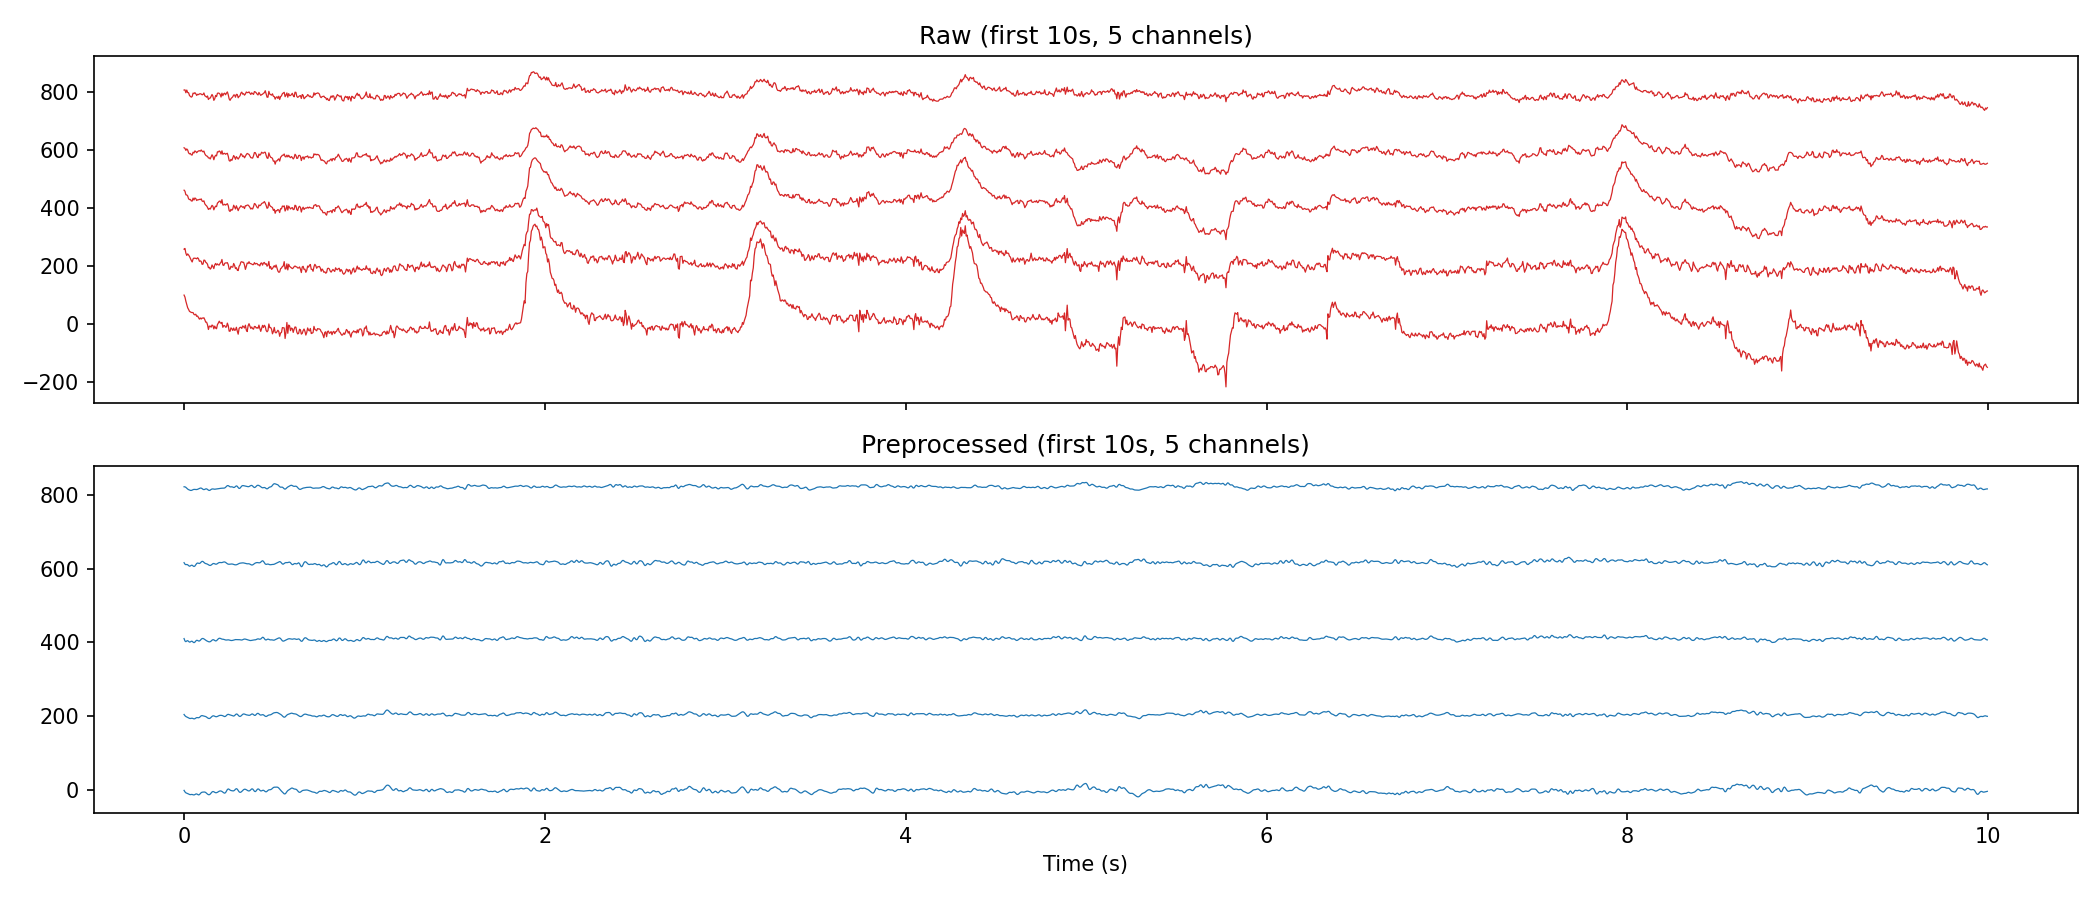 Raw (first 10s, 5 channels)
800
600
400
200
0
−200
Preprocessed (first 10s, 5 channels)
800
600
400
200
0
0 2 4 6 8 10
Time (s)